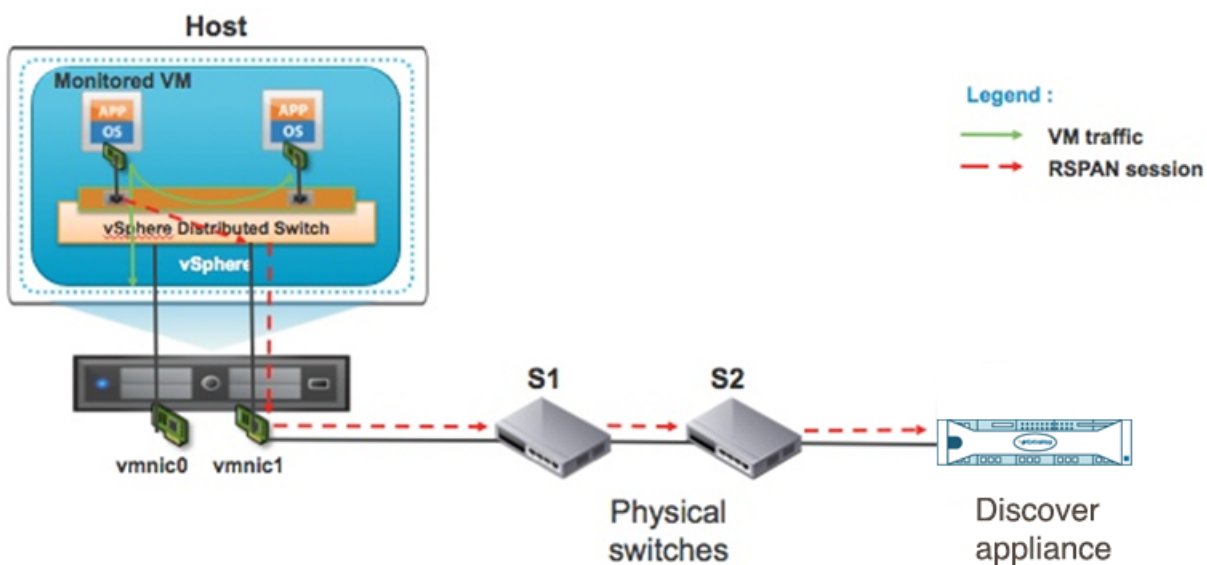 Host
Monitored VM
APP
OS
APP
OS
vSphere Distributed Switch
vSphere
Legend :
VM traffic
RSPAN session
S1
S2
vmnic0
vmnic1
Physical
switches
Discover
appliance